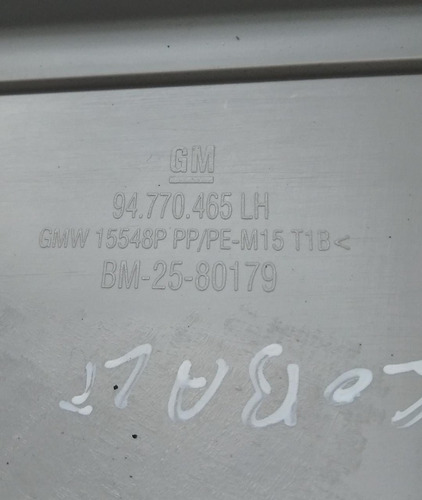 GM
94.770.465 LH
GMW 15548P PP/PE-M15 T1B<
BM-25-80179
COBALT